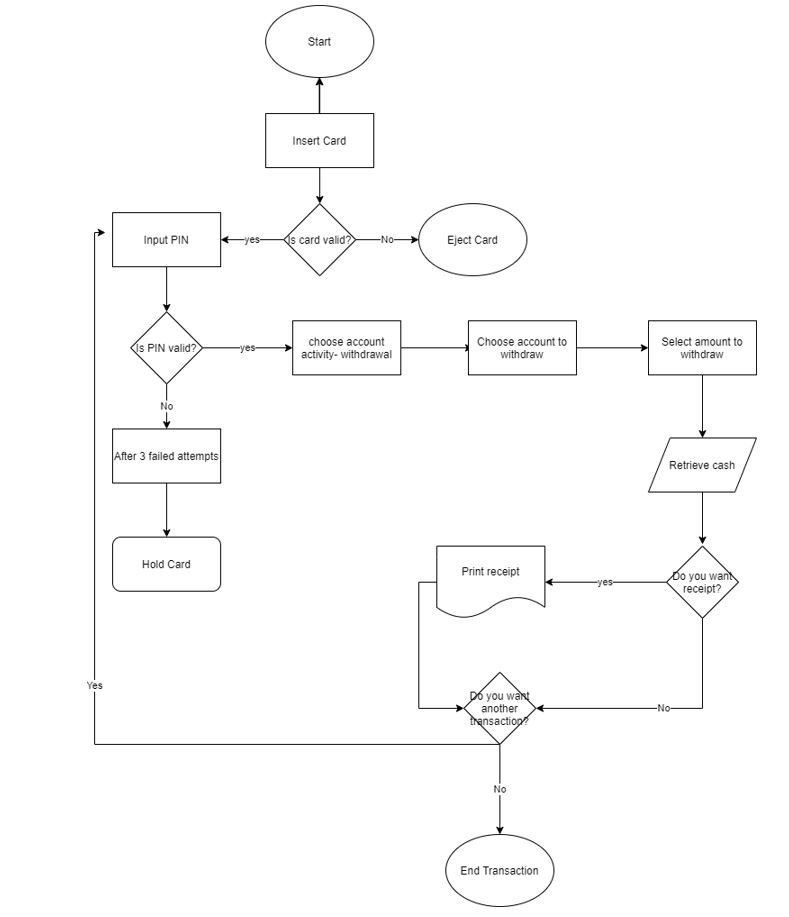 Start
Insert Card
Input PIN
yes
Is card valid?
No
Eject Card
Is PIN valid?
yes
choose account
activity- withdrawal
Choose account to
withdraw
Select amount to
withdraw
No
After 3 failed attempts
Retrieve cash
Hold Card
Print receipt
yes
Do you want
receipt?
Yes
Do you want
another
transaction?
No
No
End Transaction